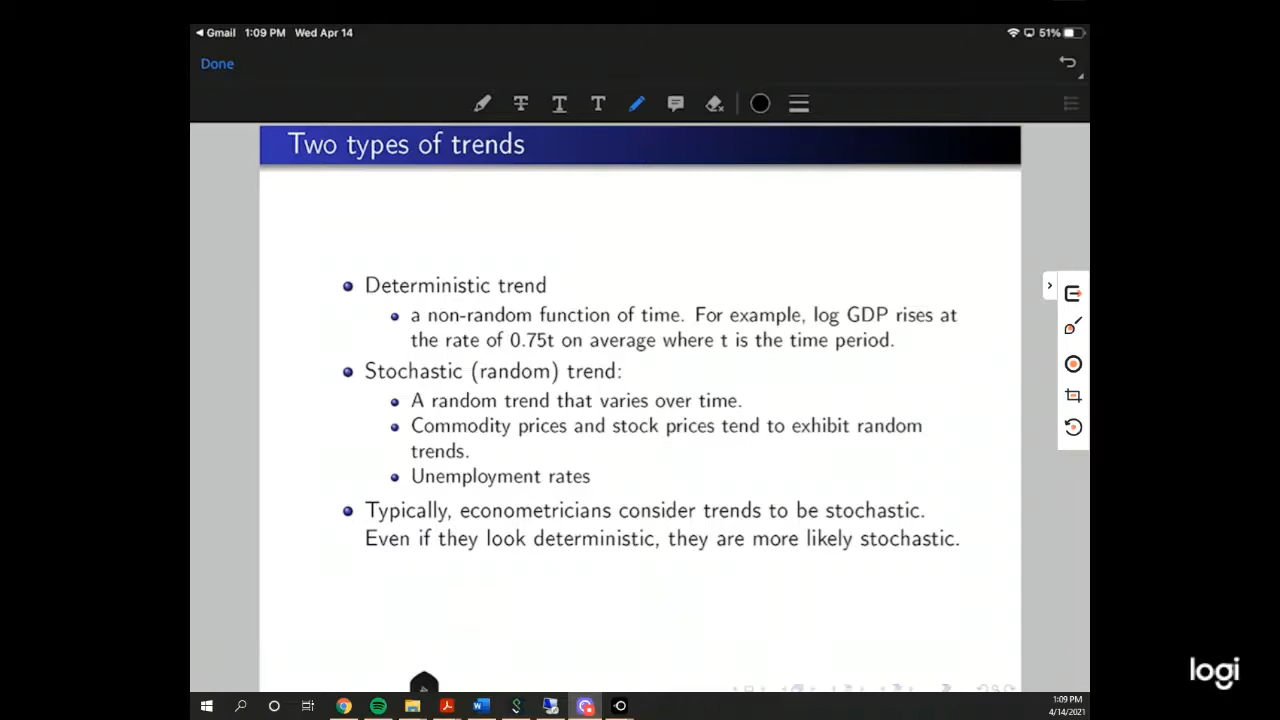 Gmail 1:09 PM Wed Apr 14 51%
Done
T T T
Two types of trends
Deterministic trend
a non-random function of time. For example, log GDP rises at
the rate of 0.75t on average where t is the time period.
Stochastic (random) trend:
A random trend that varies over time.
Commodity prices and stock prices tend to exhibit random
trends.
Unemployment rates
Typically, econometricians consider trends to be stochastic.
Even if they look deterministic, they are more likely stochastic.
logi
1:09 PM
4/14/2021